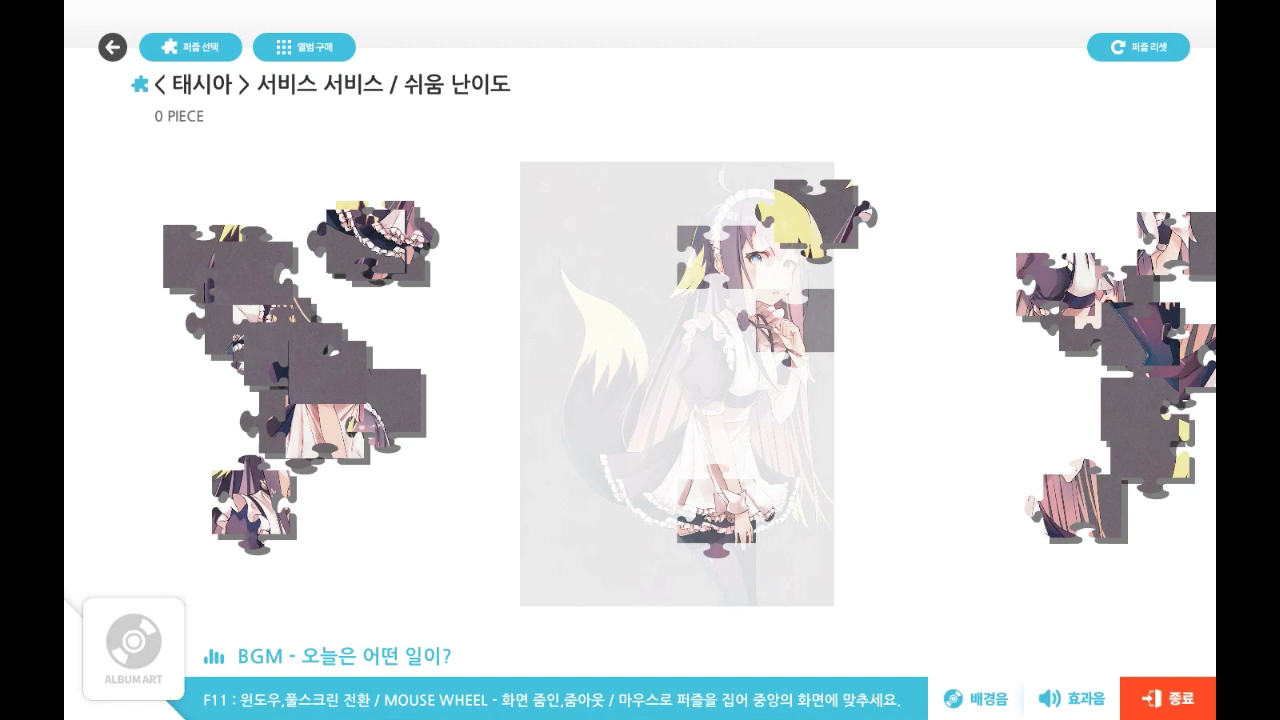 퍼즐 선택
앨범 구매
퍼즐 리셋
< 태시아 > 서비스 서비스 / 쉬움 난이도
0 PIECE
ALBUM ART
BGM - 오늘은 어떤 일이?
F11 : 윈도우,풀스크린 전환 / MOUSE WHEEL - 화면 줌인,줌아웃 / 마우스로 퍼즐을 집어 중앙의 화면에 맞추세요.
배경음
효과음
종료